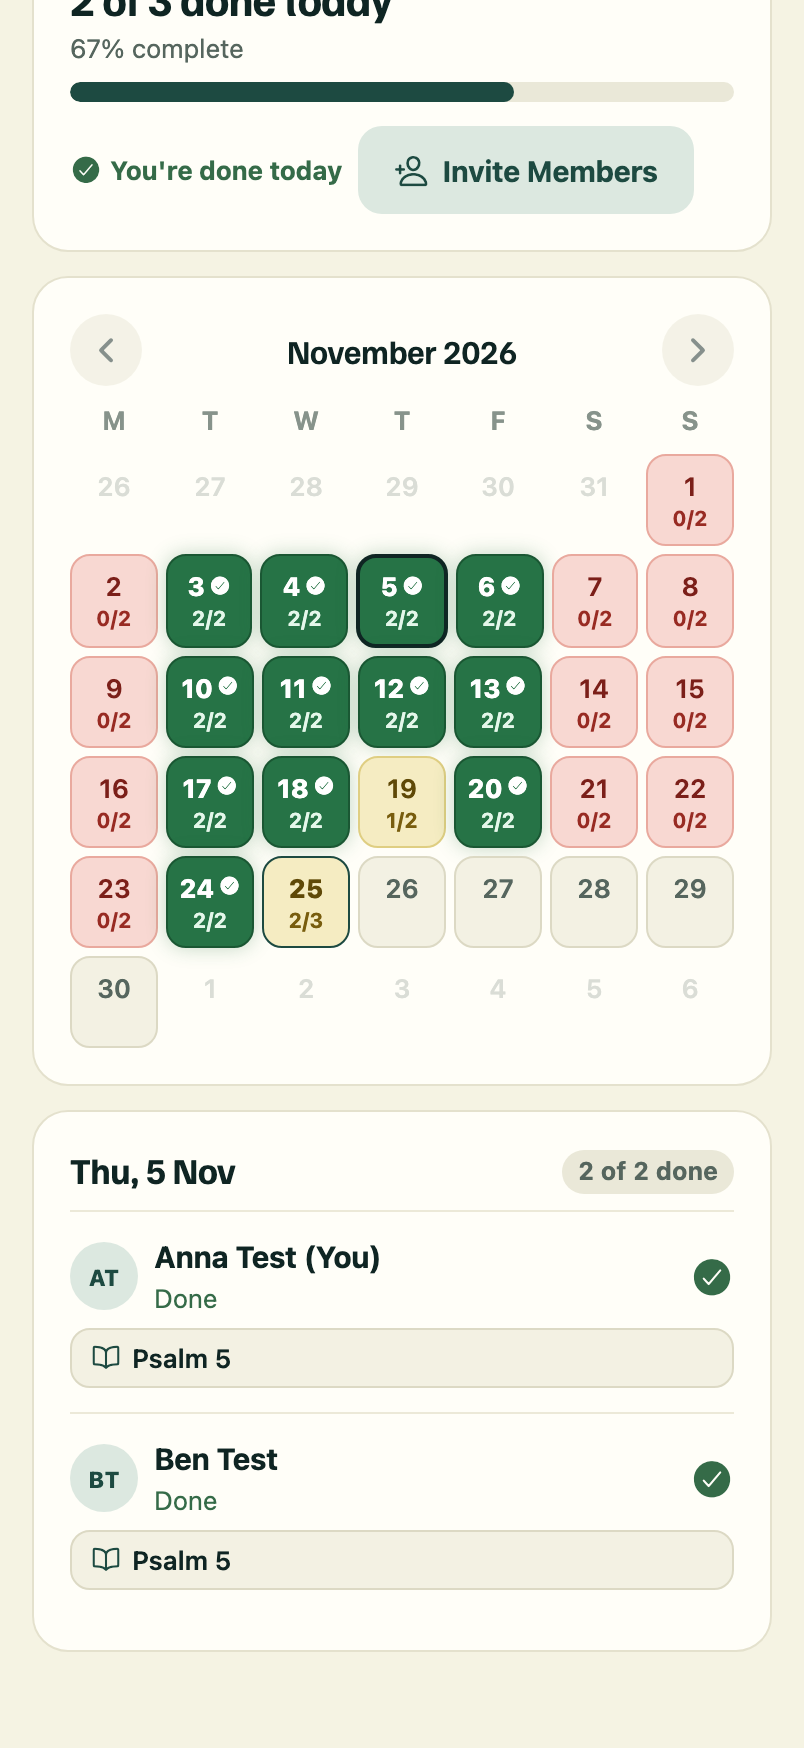 2 of 3 done today
67% complete
You're done today
Invite Members
November 2026
M T W T F S S
26 27 28 29 30 31 1
0/2
2 3 4 5 6 7 8
0/2 2/2 2/2 2/2 2/2 0/2 0/2
9 10 11 12 13 14 15
0/2 2/2 2/2 2/2 2/2 0/2 0/2
16 17 18 19 20 21 22
0/2 2/2 2/2 1/2 2/2 0/2 0/2
23 24 25 26 27 28 29
0/2 2/2 2/3
30 1 2 3 4 5 6
Thu, 5 Nov
2 of 2 done
AT
Anna Test (You)
Done
Psalm 5
BT
Ben Test
Done
Psalm 5